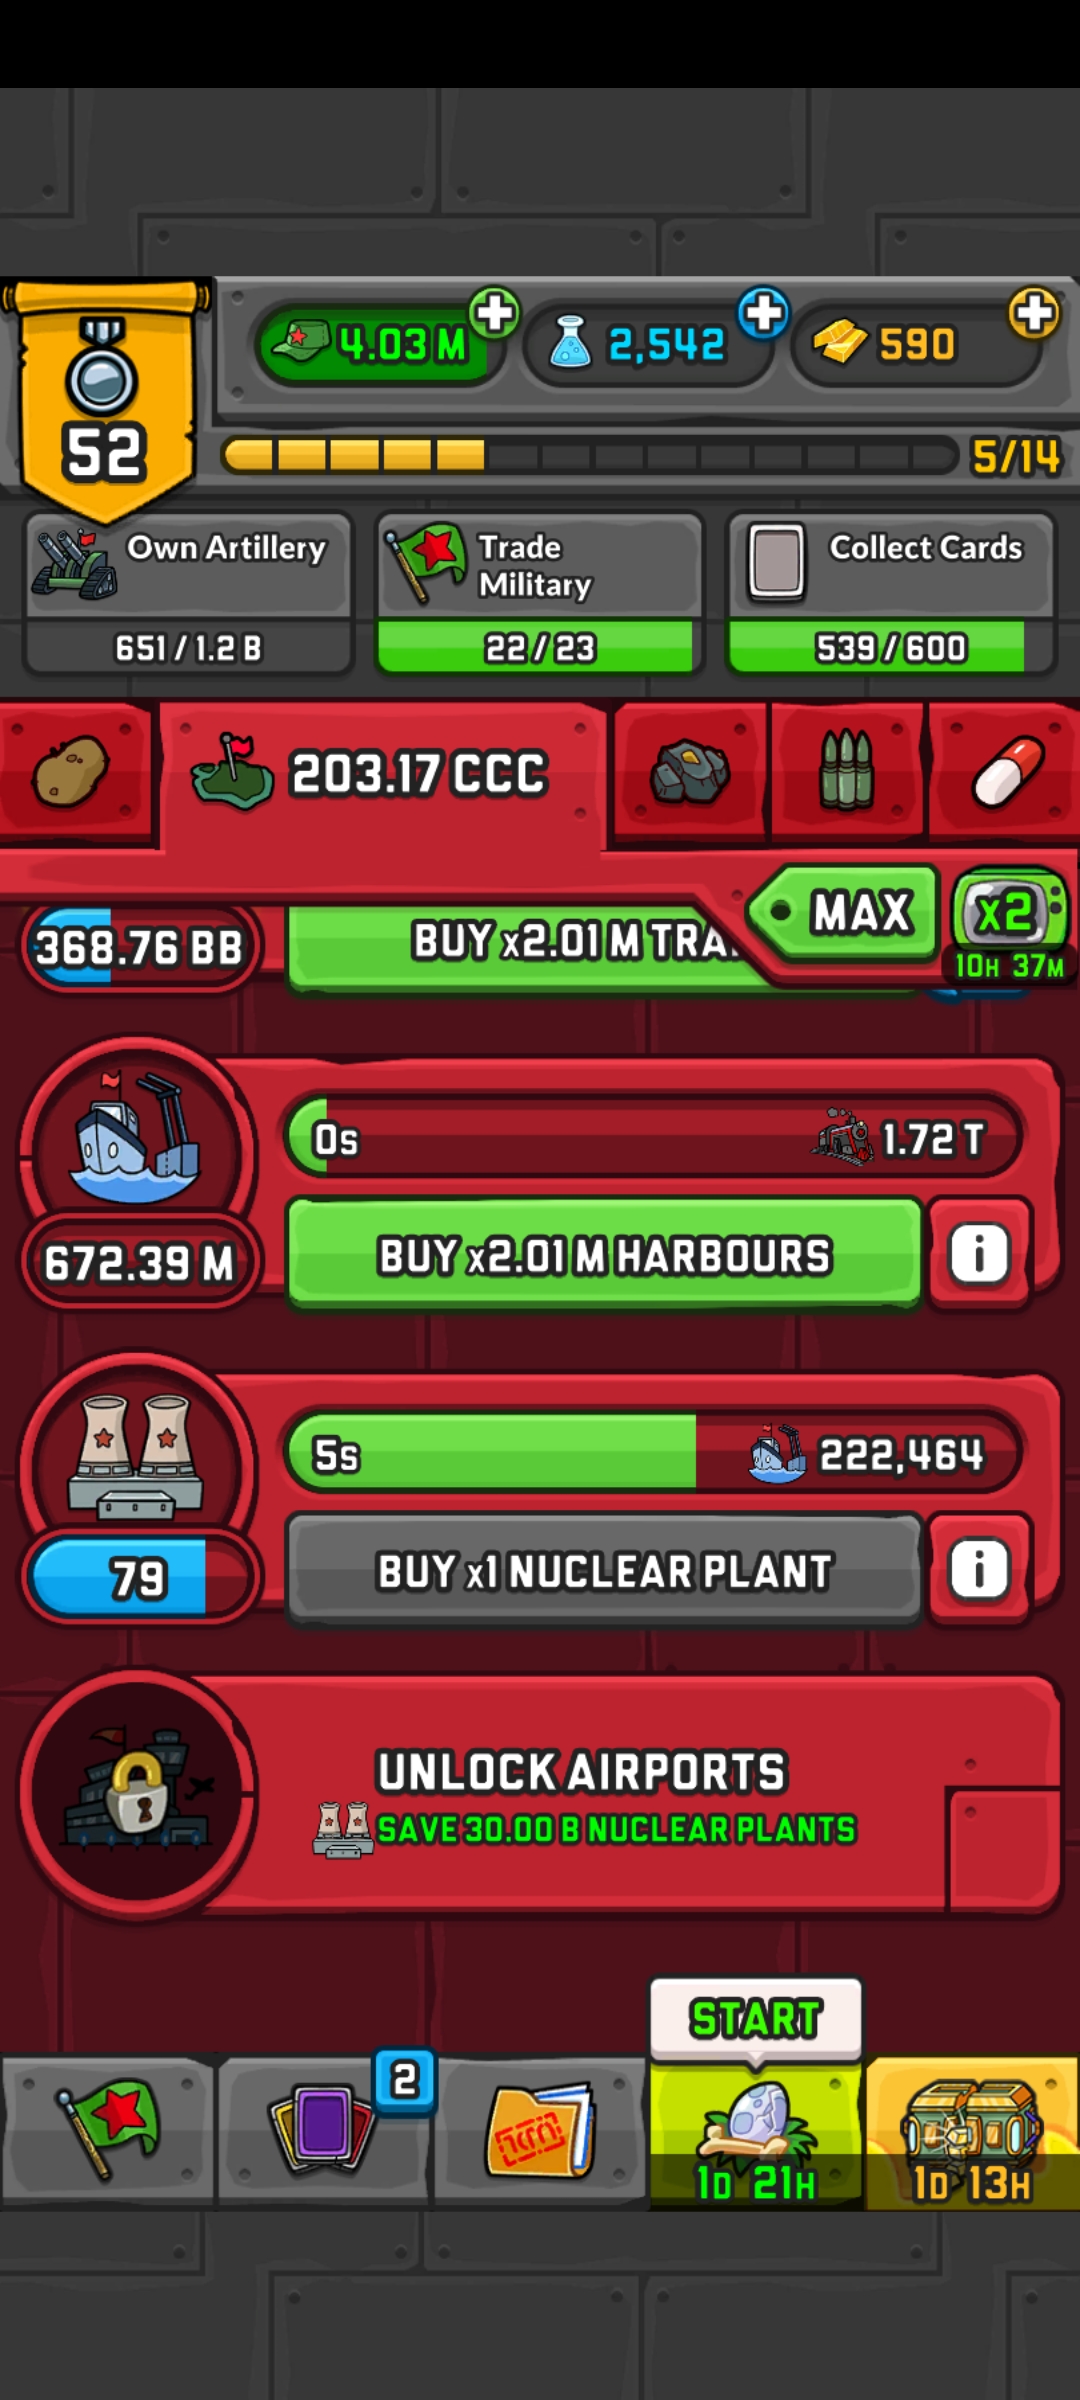 4.03 M
2,542
590
52
5/14
Own Artillery
651 / 1.2 B
Trade
Military
22 / 23
Collect Cards
539 / 600
203.17 CCC
MAX
x2
10H 37M
368.76 BB
BUY x2.01 M TRA
0s
1.72 T
672.39 M
BUY x2.01 M HARBOURS
i
5s
222,464
79
BUY x1 NUCLEAR PLANT
i
UNLOCK AIRPORTS
SAVE 30.00 B NUCLEAR PLANTS
START
2
1D 21H
1D 13H